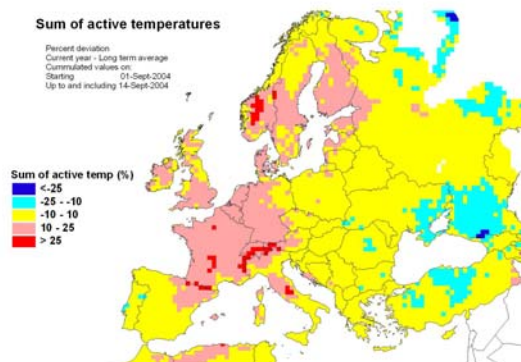 Sum of active temperatures
Percent deviation
Current year - Long term average
Cummulated values on:
Starting 01-Sept-2004
Up to and including 14-Sept-2004
Sum of active temp (%)
<-25
-25 - -10
-10 - 10
10 - 25
> 25